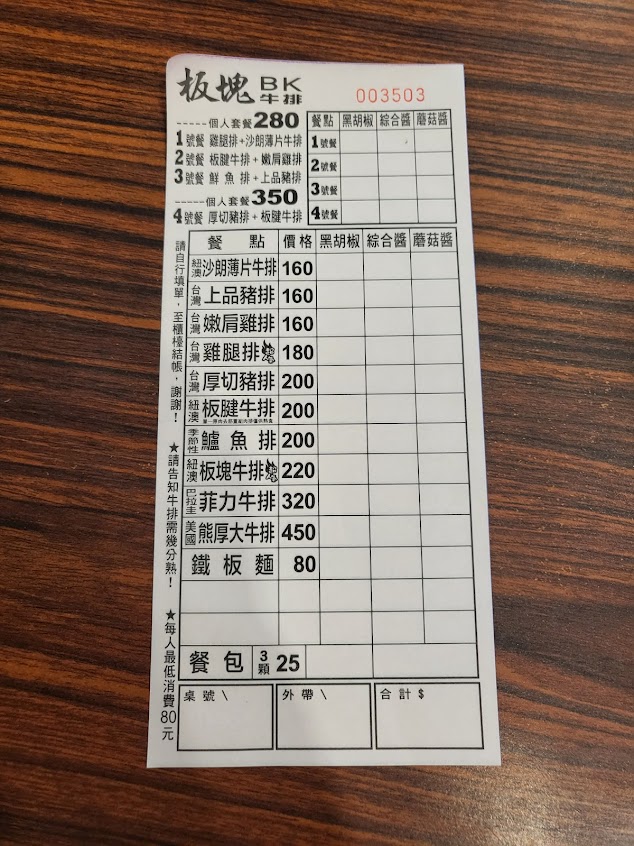 板塊 BK牛排
003503
-----個人套餐280
1號餐 雞腿排+沙朗薄片牛排
2號餐 板腱牛排+嫩肩雞排
3號餐 鮮魚排+上品豬排
-----個人套餐350
4號餐 厚切豬排+板腱牛排
餐點 黑胡椒 綜合醬 蘑菇醬
1號餐
2號餐
3號餐
4號餐
餐點 價格 黑胡椒 綜合醬 蘑菇醬
紐澳 沙朗薄片牛排 160
台灣 上品豬排 160
台灣 嫩肩雞排 160
台灣 雞腿排 180
台灣 厚切豬排 200
紐澳 板腱牛排 200
季節性 鱸魚排 200
紐澳 板塊牛排 220
巴拉圭 菲力牛排 320
美國 熊厚大牛排 450
鐵板麵 80
餐包 3顆 25
桌號\ 外帶\ 合計$
請自行填單,至櫃檯結帳,謝謝! ★請告知牛排需幾分熟! ★每人最低消費80元